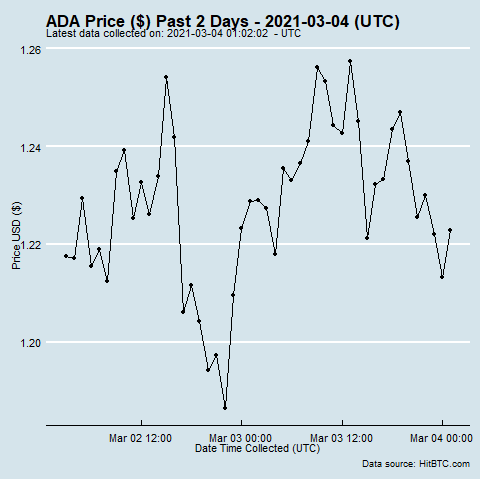 ADA Price ($) Past 2 Days - 2021-03-04 (UTC)
Latest data collected on: 2021-03-04 01:02:02  - UTC
1.26
1.24
1.22
1.20
Price USD ($)
Mar 02 12:00 Mar 03 00:00 Mar 03 12:00 Mar 04 00:00
Date Time Collected (UTC)
Data source: HitBTC.com